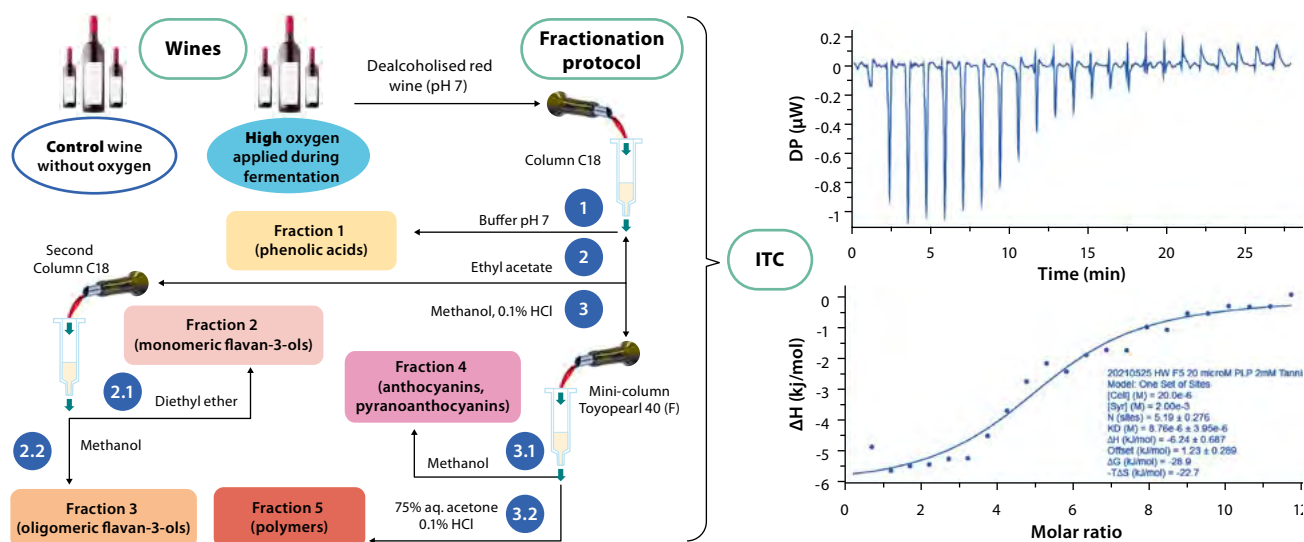 Wines
Control wine
without oxygen
High oxygen
applied during
fermentation
Dealcoholised red
wine (pH 7)
Fractionation
protocol
Column C18
1
Buffer pH 7
Fraction 1
(phenolic acids)
2
Ethyl acetate
Second
Column C18
3
Methanol, 0.1% HCl
Fraction 2
(monomeric flavan-3-ols)
2.1
Diethyl ether
2.2
Methanol
Fraction 3
(oligomeric flavan-3-ols)
Fraction 4
(anthocyanins,
pyranoanthocyanins)
Mini-column
Toyopearl 40 (F)
3.1
Methanol
3.2
75% aq. acetone
0.1% HCl
Fraction 5
(polymers)
ITC
DP (µW)
0.2
0
-0.2
-0.4
-0.6
-0.8
-1
0 5 10 15 20 25
Time (min)
ΔH (kj/mol)
0
-1
-2
-3
-4
-5
-6
0 2 4 6 8 10 12
Molar ratio
20210525 HW F5 20 microM PLP 2mM
Model: One Set of Sites
[Cell] (M) = 20.0e-6
[Syr] (M) = 2.00e-3
N (sites) = 5.19 ± 0.276
KD (M) = 8.76e-6 ± 3.95e-6
ΔH (kJ/mol) = -6.24 ± 0.687
Offset (kJ/mol) = 1.23 ± 0.289
ΔG (kJ/mol) = -28.9
-TΔS (kJ/mol) = -22.7